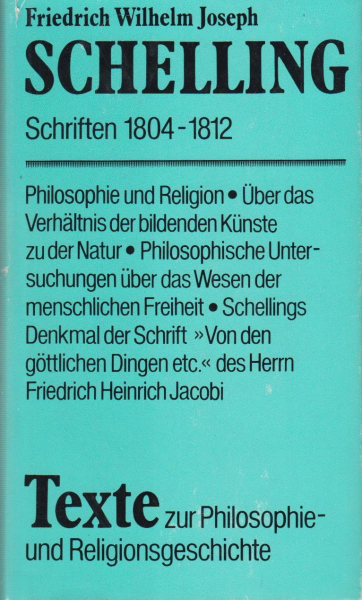 Friedrich Wilhelm Joseph
SCHELLING
Schriften 1804-1812
Philosophie und Religion • Über das
Verhältnis der bildenden Künste
zu der Natur • Philosophische Unter-
suchungen über das Wesen der
menschlichen Freiheit • Schellings
Denkmal der Schrift »Von den
göttlichen Dingen etc.« des Herrn
Friedrich Heinrich Jacobi
Texte zur Philosophie-
und Religionsgeschichte